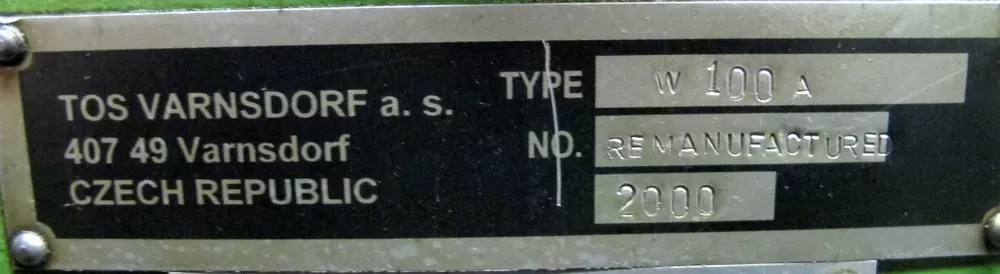 TOS VARNSDORF a. s.
407 49 Varnsdorf
CZECH REPUBLIC
TYPE W 100 A
NO. REMANUFACTURED
2000